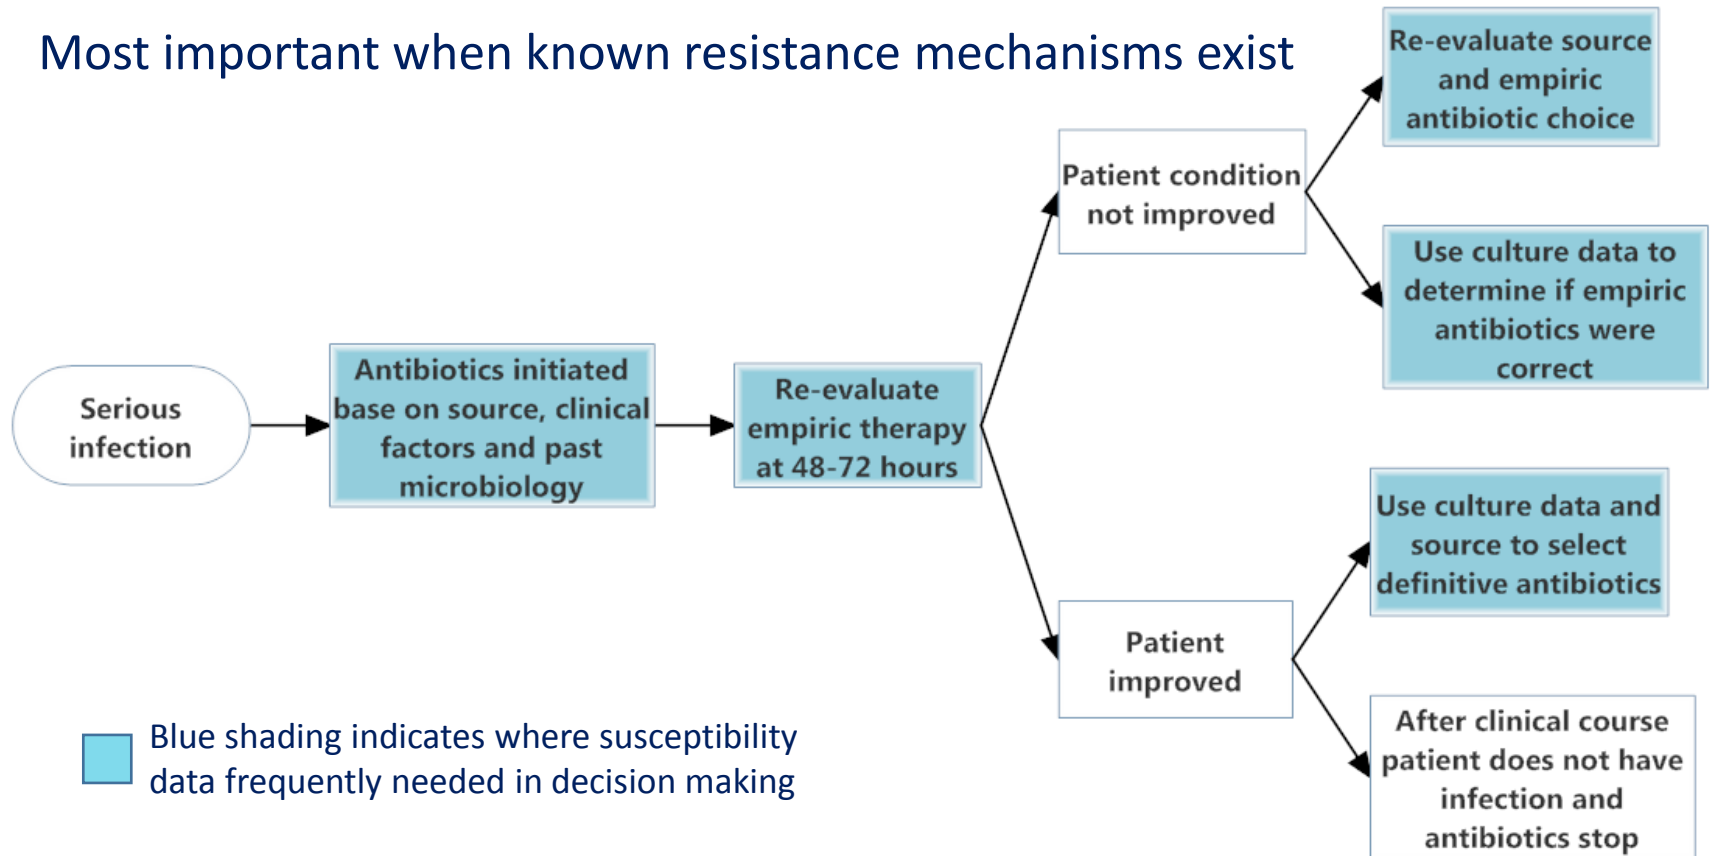 Most important when known resistance mechanisms exist
Serious
infection
Antibiotics initiated
base on source, clinical
factors and past
microbiology
Re-evaluate
empiric therapy
at 48-72 hours
Patient condition
not improved
Re-evaluate source
and empiric
antibiotic choice
Use culture data to
determine if empiric
antibiotics were
correct
Patient
improved
Use culture data and
source to select
definitive antibiotics
After clinical course
patient does not have
infection and
antibiotics stop
Blue shading indicates where susceptibility
data frequently needed in decision making